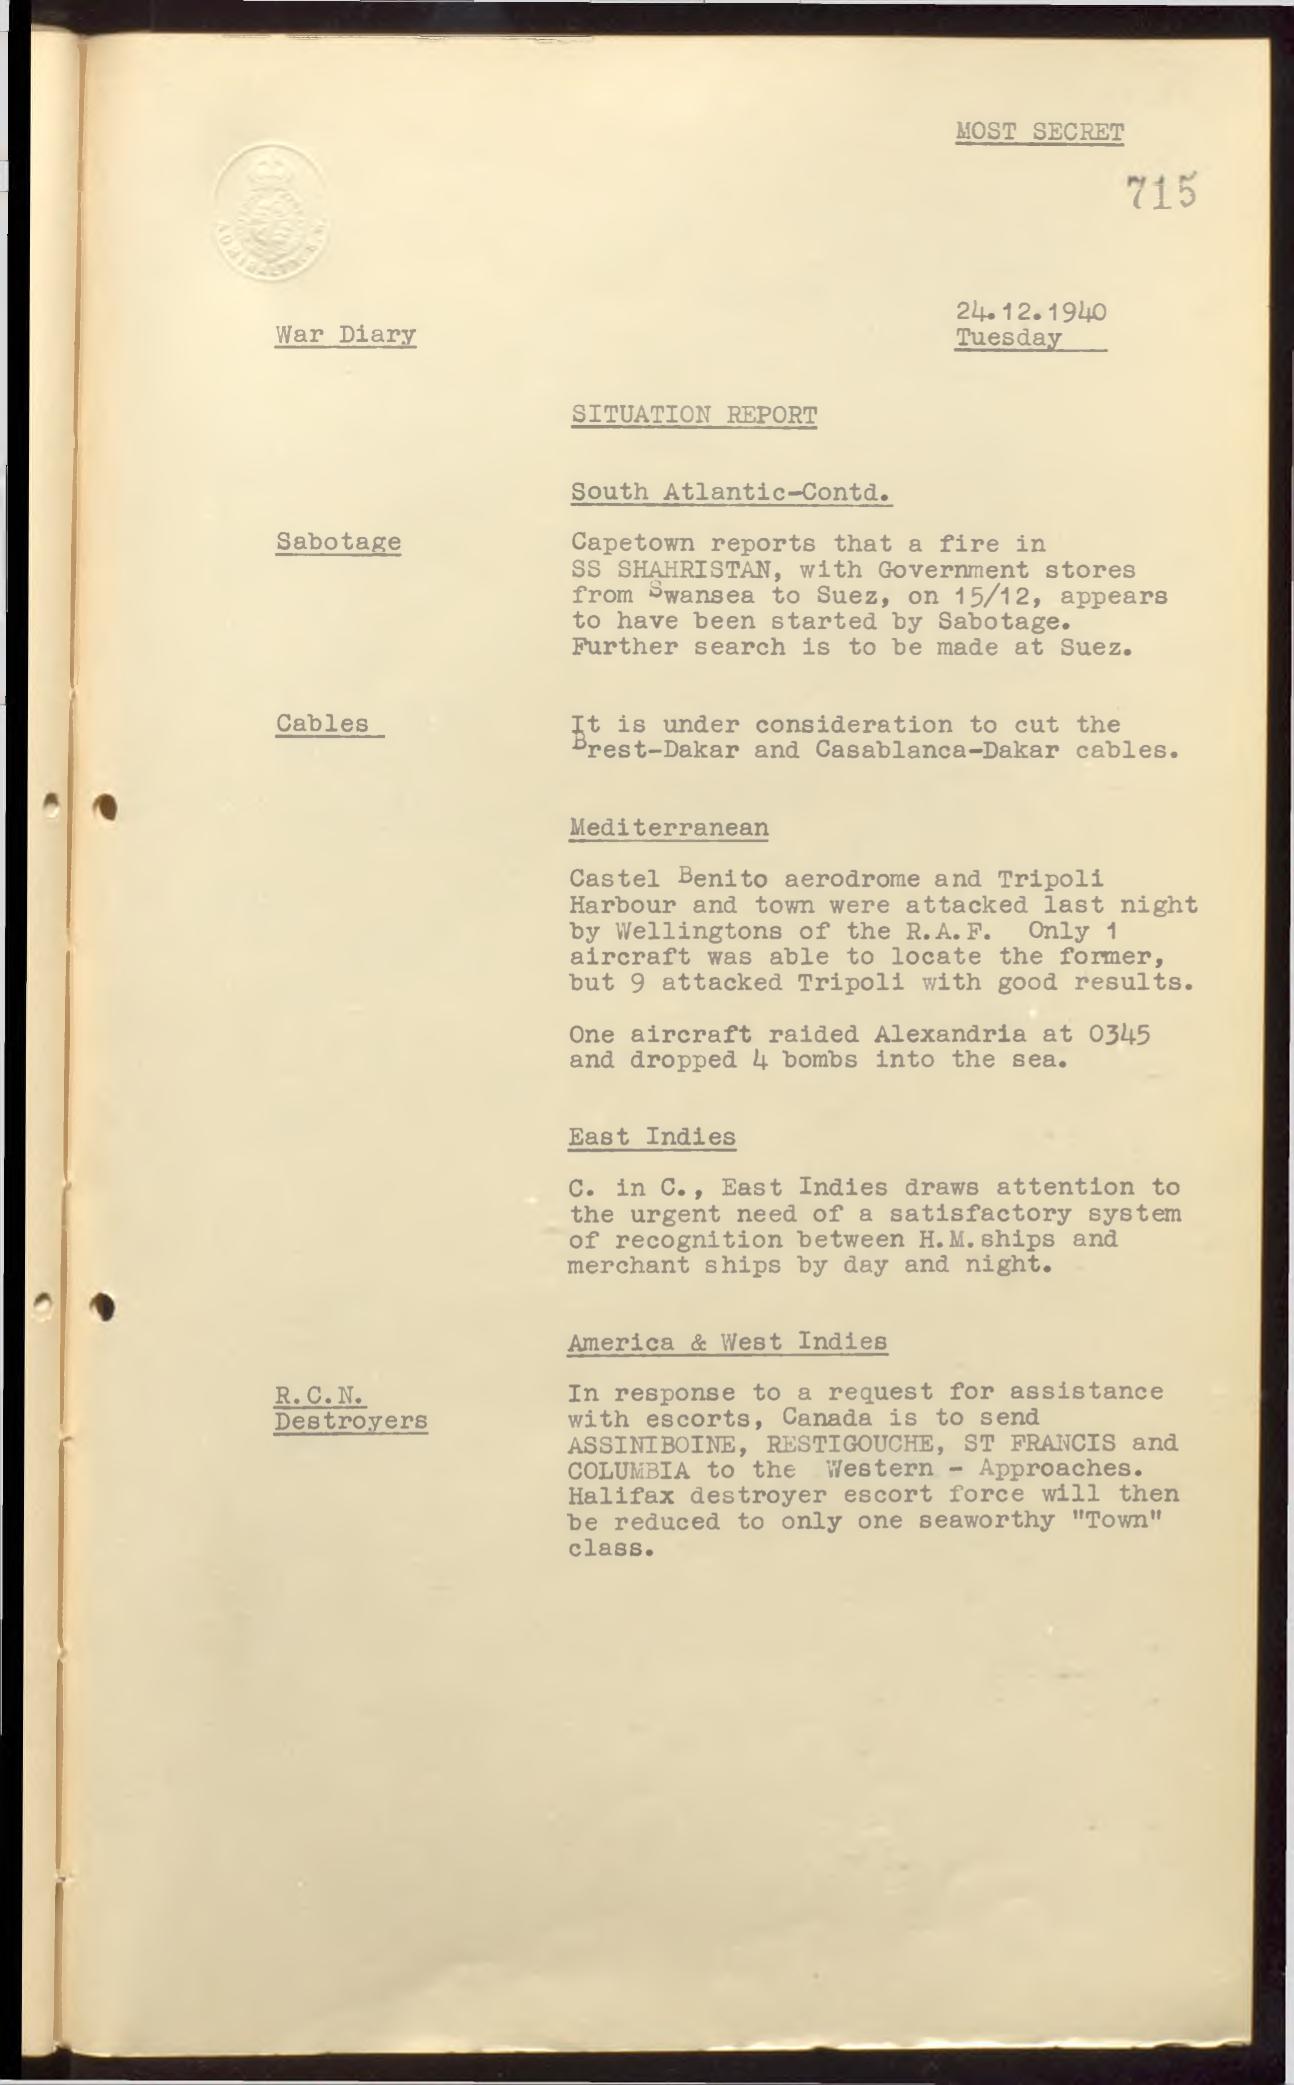 MOST SECRET
715
24.12.1940
War Diary
Tuesday
SITUATION REPORT
South Atlantic-Contd.
Sabotage
Capetown reports that a fire in
SS SHAHRISTAN, with Government stores
from Swansea to Suez, on 15/12, appears
to have been started by Sabotage.
Further search is to be made at Suez.
Cables
It is under consideration to cut the
Brest-Dakar and Casablanca-Dakar cables.
Mediterranean
Castel Benito aerodrome and Tripoli
Harbour and town were attacked last night
by Wellingtons of the R.A.F.  Only 1
aircraft was able to locate the former,
but 9 attacked Tripoli with good results.
One aircraft raided Alexandria at 0345
and dropped 4 bombs into the sea.
East Indies
C. in C., East Indies draws attention to
the urgent need of a satisfactory system
of recognition between H.M.ships and
merchant ships by day and night.
America & West Indies
R.C.N.
Destroyers
In response to a request for assistance
with escorts, Canada is to send
ASSINIBOINE, RESTIGOUCHE, ST FRANCIS and
COLUMBIA to the Western - Approaches.
Halifax destroyer escort force will then
be reduced to only one seaworthy "Town"
class.